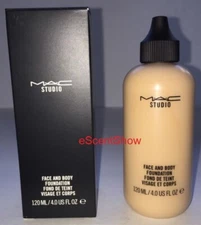 MAC
STUDIO
FACE AND BODY
FOUNDATION
FOND DE TEINT
VISAGE ET CORPS
120 ML / 4.0 US FL OZ
eScentShow
MAC
STUDIO
FACE AND BODY
FOUNDATION
FOND DE TEINT
VISAGE ET CORPS
120 ML / 4.0 US FL OZ